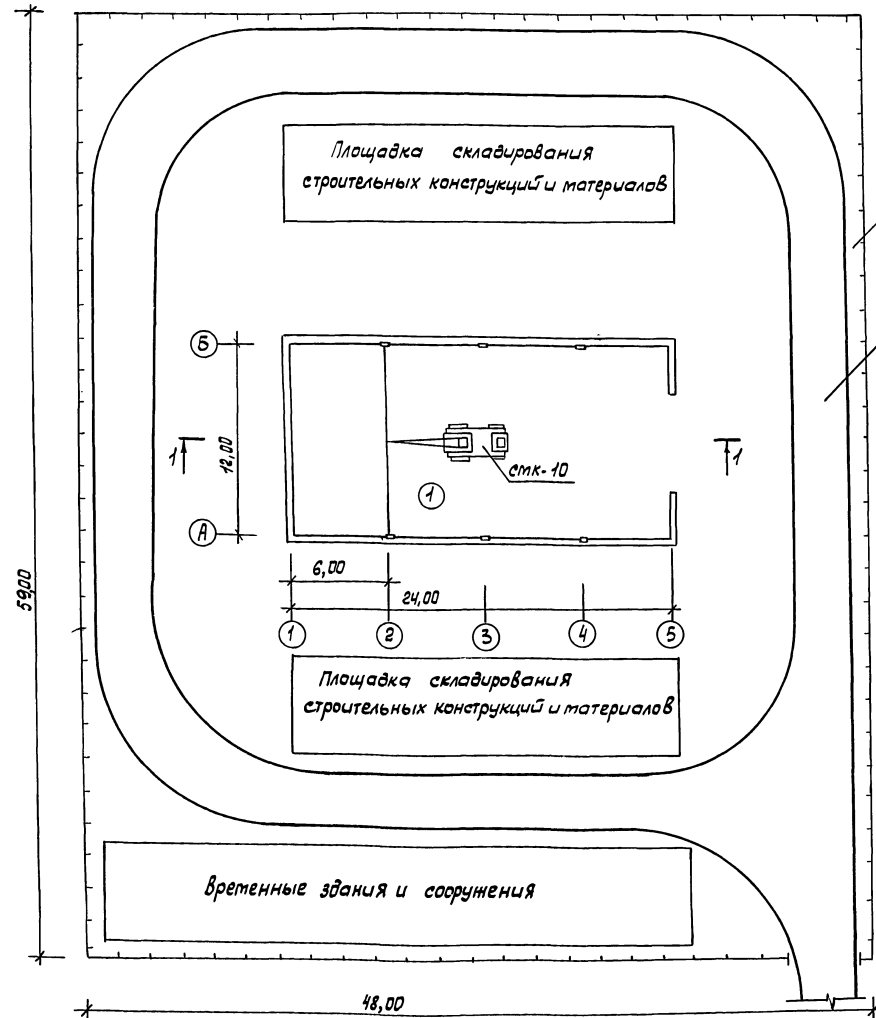 Площадка складирования
строительных конструкций и материалов
Б
12,00
1
1
смк-10
1
А
59,00
6,00
24,00
1 2 3 4 5
Площадка складирования
строительных конструкций и материалов
Временные здания и сооружения
48,00